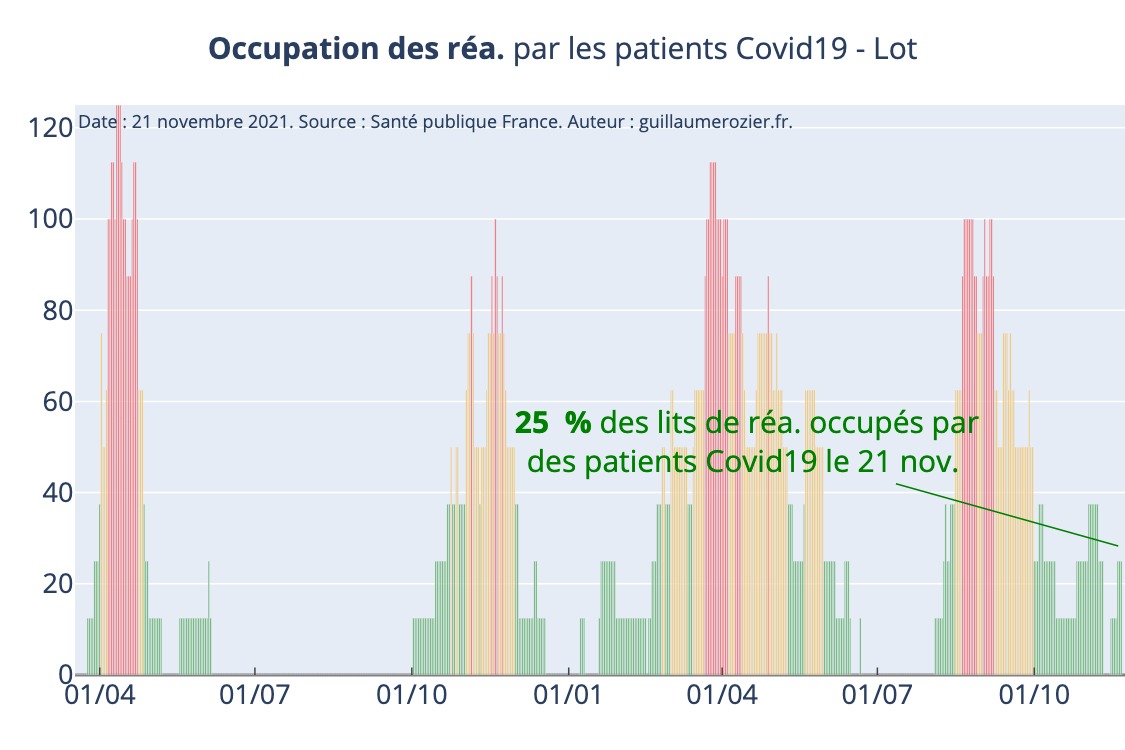 Occupation des réa. par les patients Covid19 - Lot
120
Date : 21 novembre 2021. Source : Santé publique France. Auteur : guillaumerozier.fr.
100
80
60
25 % des lits de réa. occupés par
des patients Covid19 le 21 nov.
40
20
0
01/04 01/07 01/10 01/01 01/04 01/07 01/10